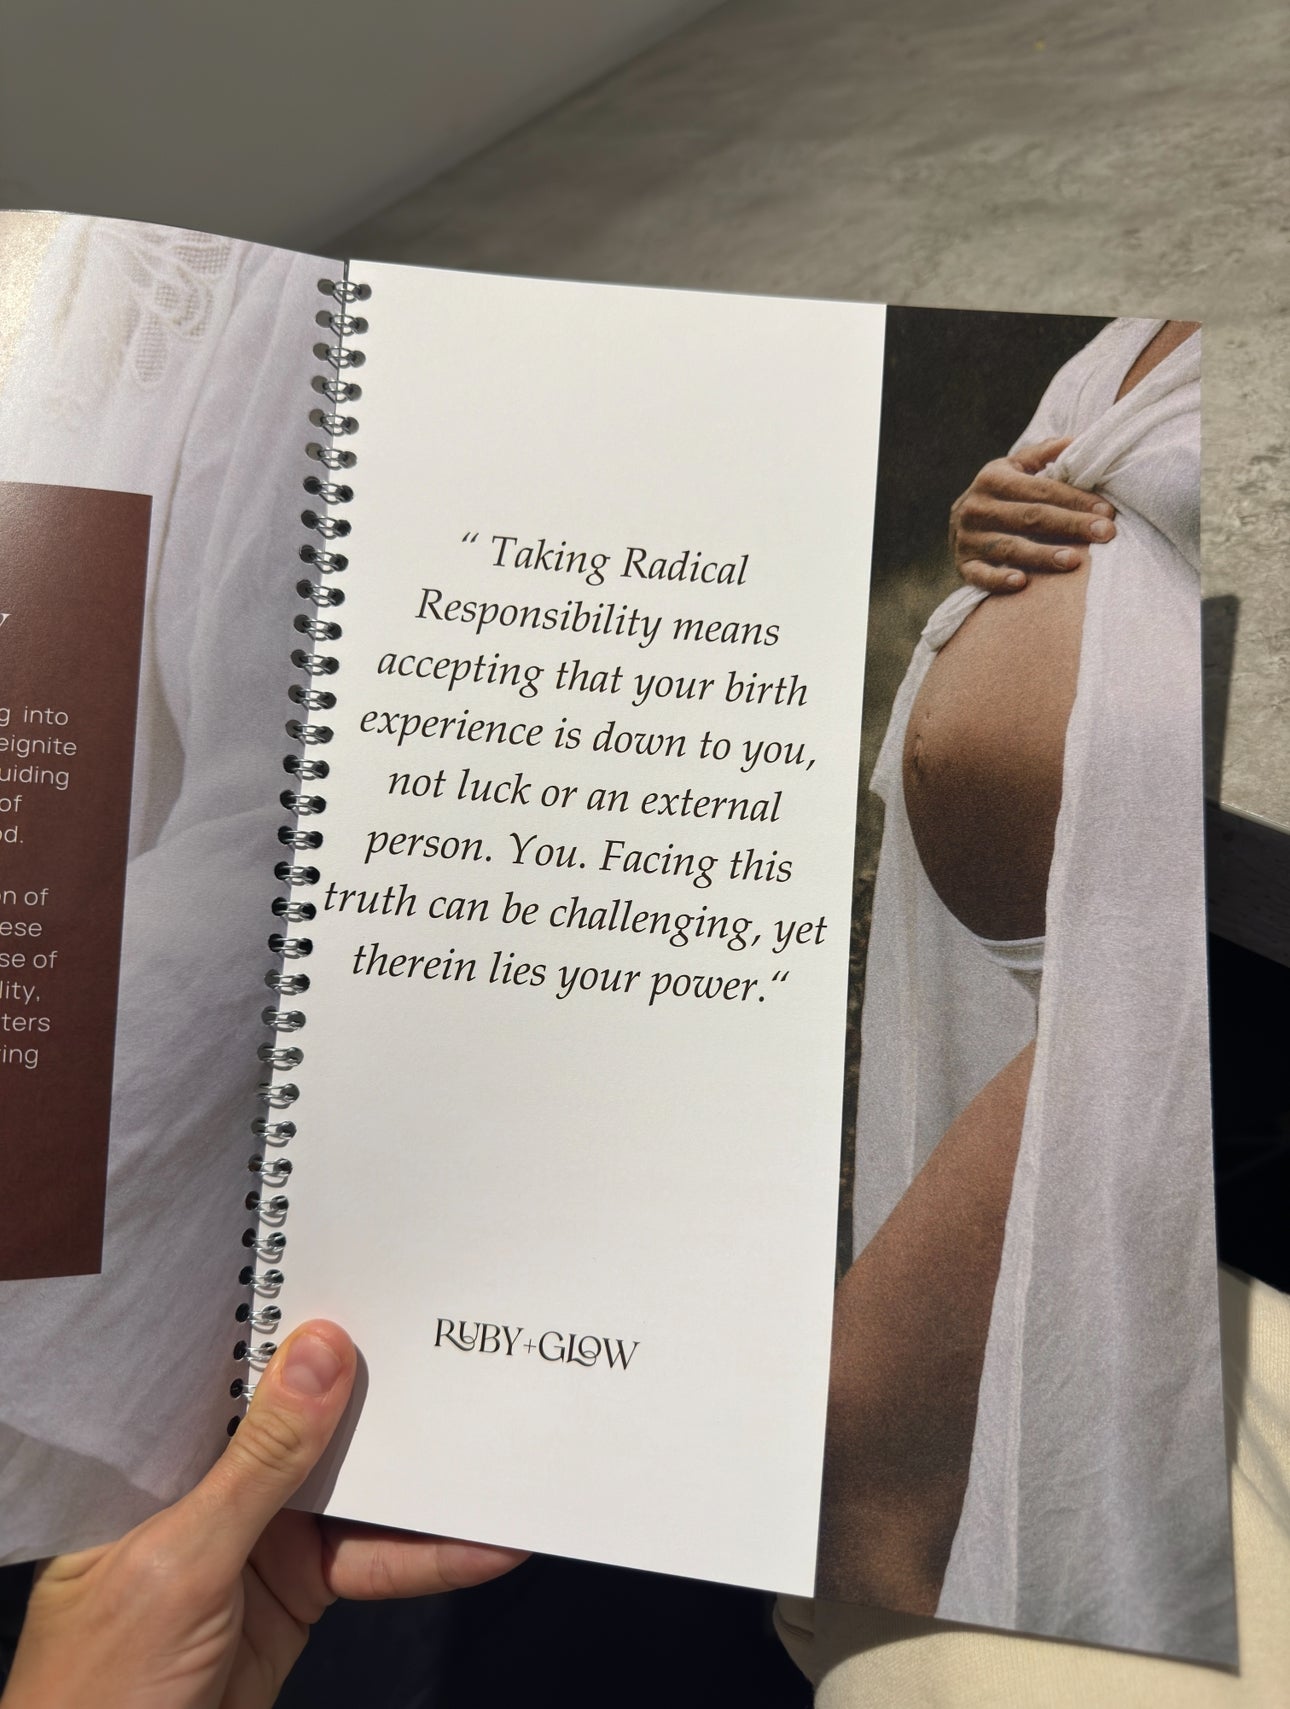 g into
eignite
uiding
of
od.
on of
ese
se of
lity,
ters
ring
“ Taking Radical
Responsibility means
accepting that your birth
experience is down to you,
not luck or an external
person. You. Facing this
truth can be challenging, yet
therein lies your power.“
RUBY+GLOW